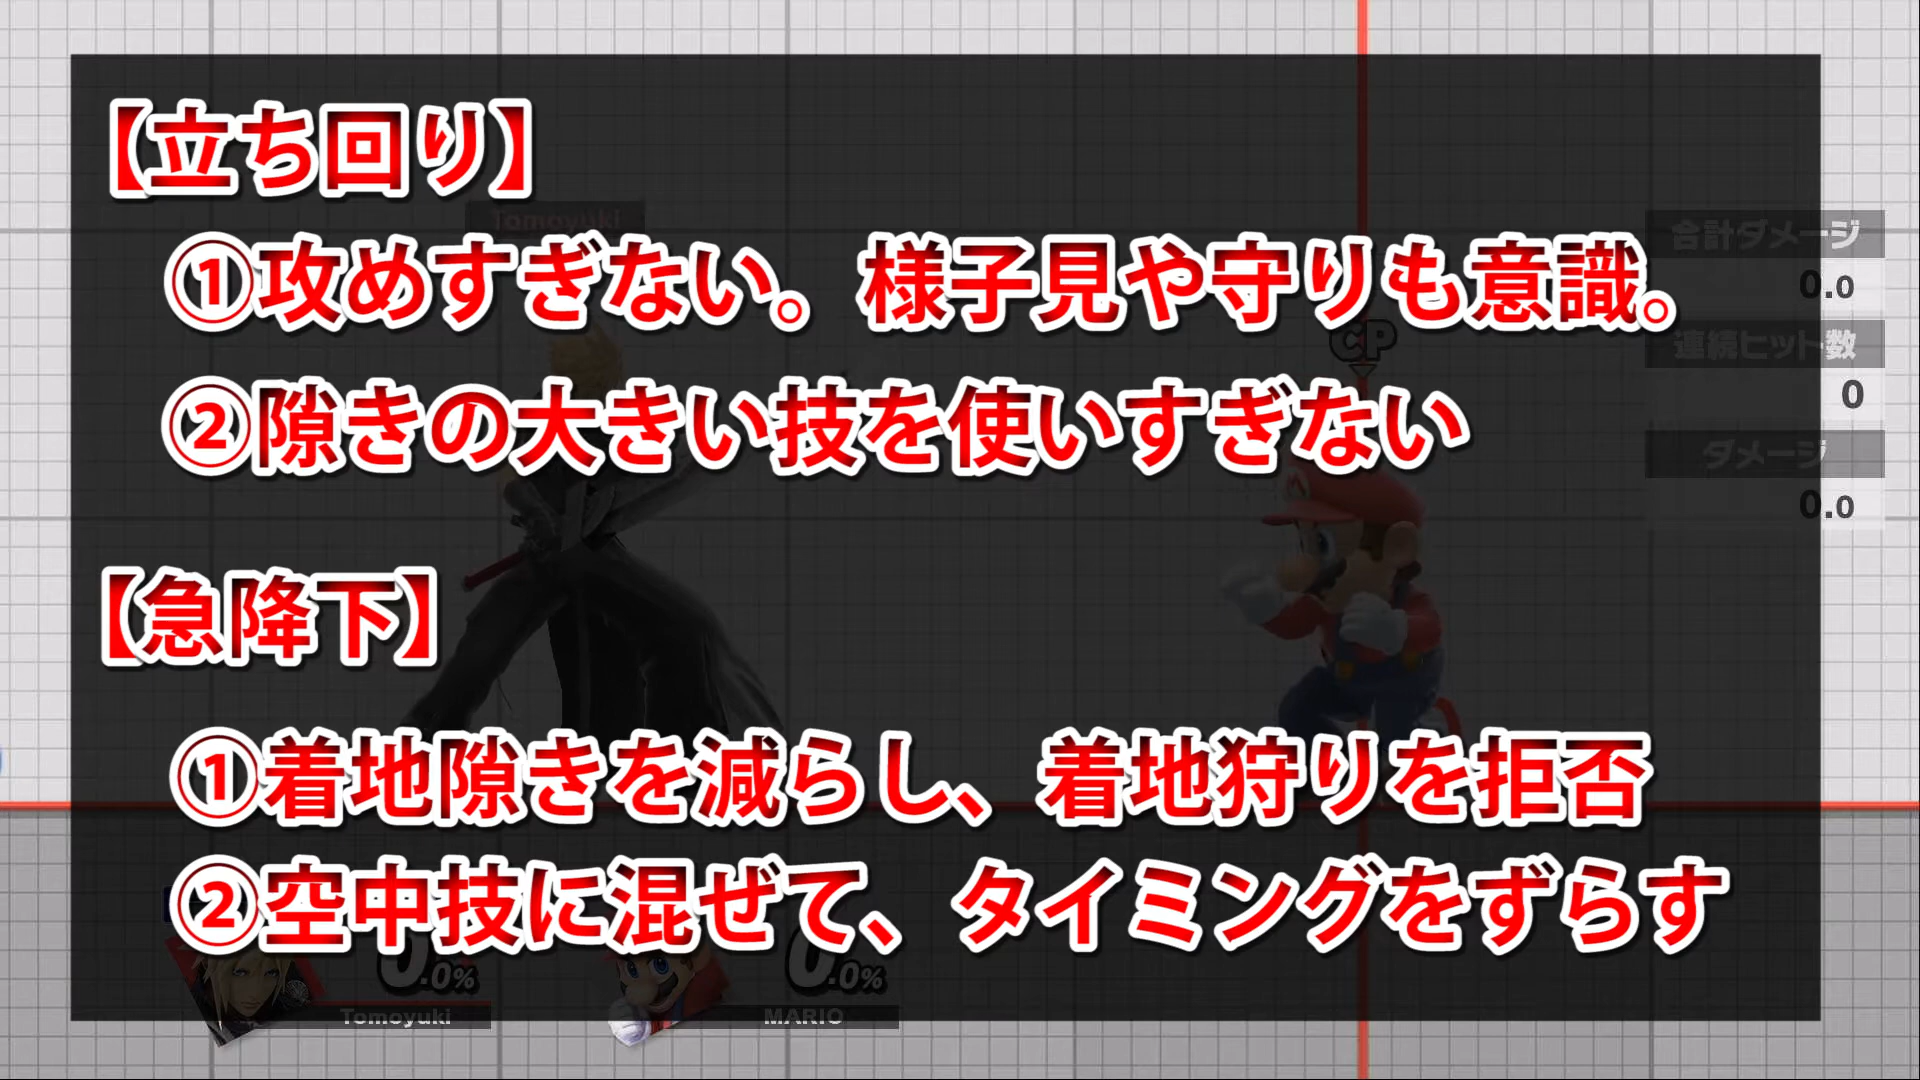 【立ち回り】
Tomoyuki
①攻めすぎない。様子見や守りも意識。
合計ダメージ
0.0
CP
連続ヒット数
0
②隙きの大きい技を使いすぎない
ダメージ
0.0
【急降下】
①着地隙きを減らし、着地狩りを拒否
②空中技に混ぜて、タイミングをずらす
0.0%
Tomoyuki
0.0%
MARIO